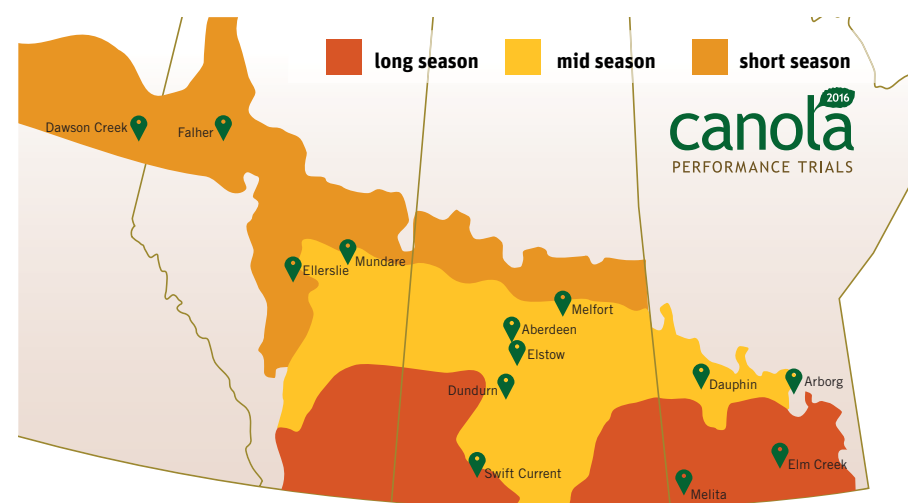 long season
mid season
short season
2016
canola
PERFORMANCE TRIALS
Dawson Creek
Falher
Ellerslie
Mundare
Melfort
Aberdeen
Elstow
Dundurn
Dauphin
Arborg
Swift Current
Elm Creek
Melita